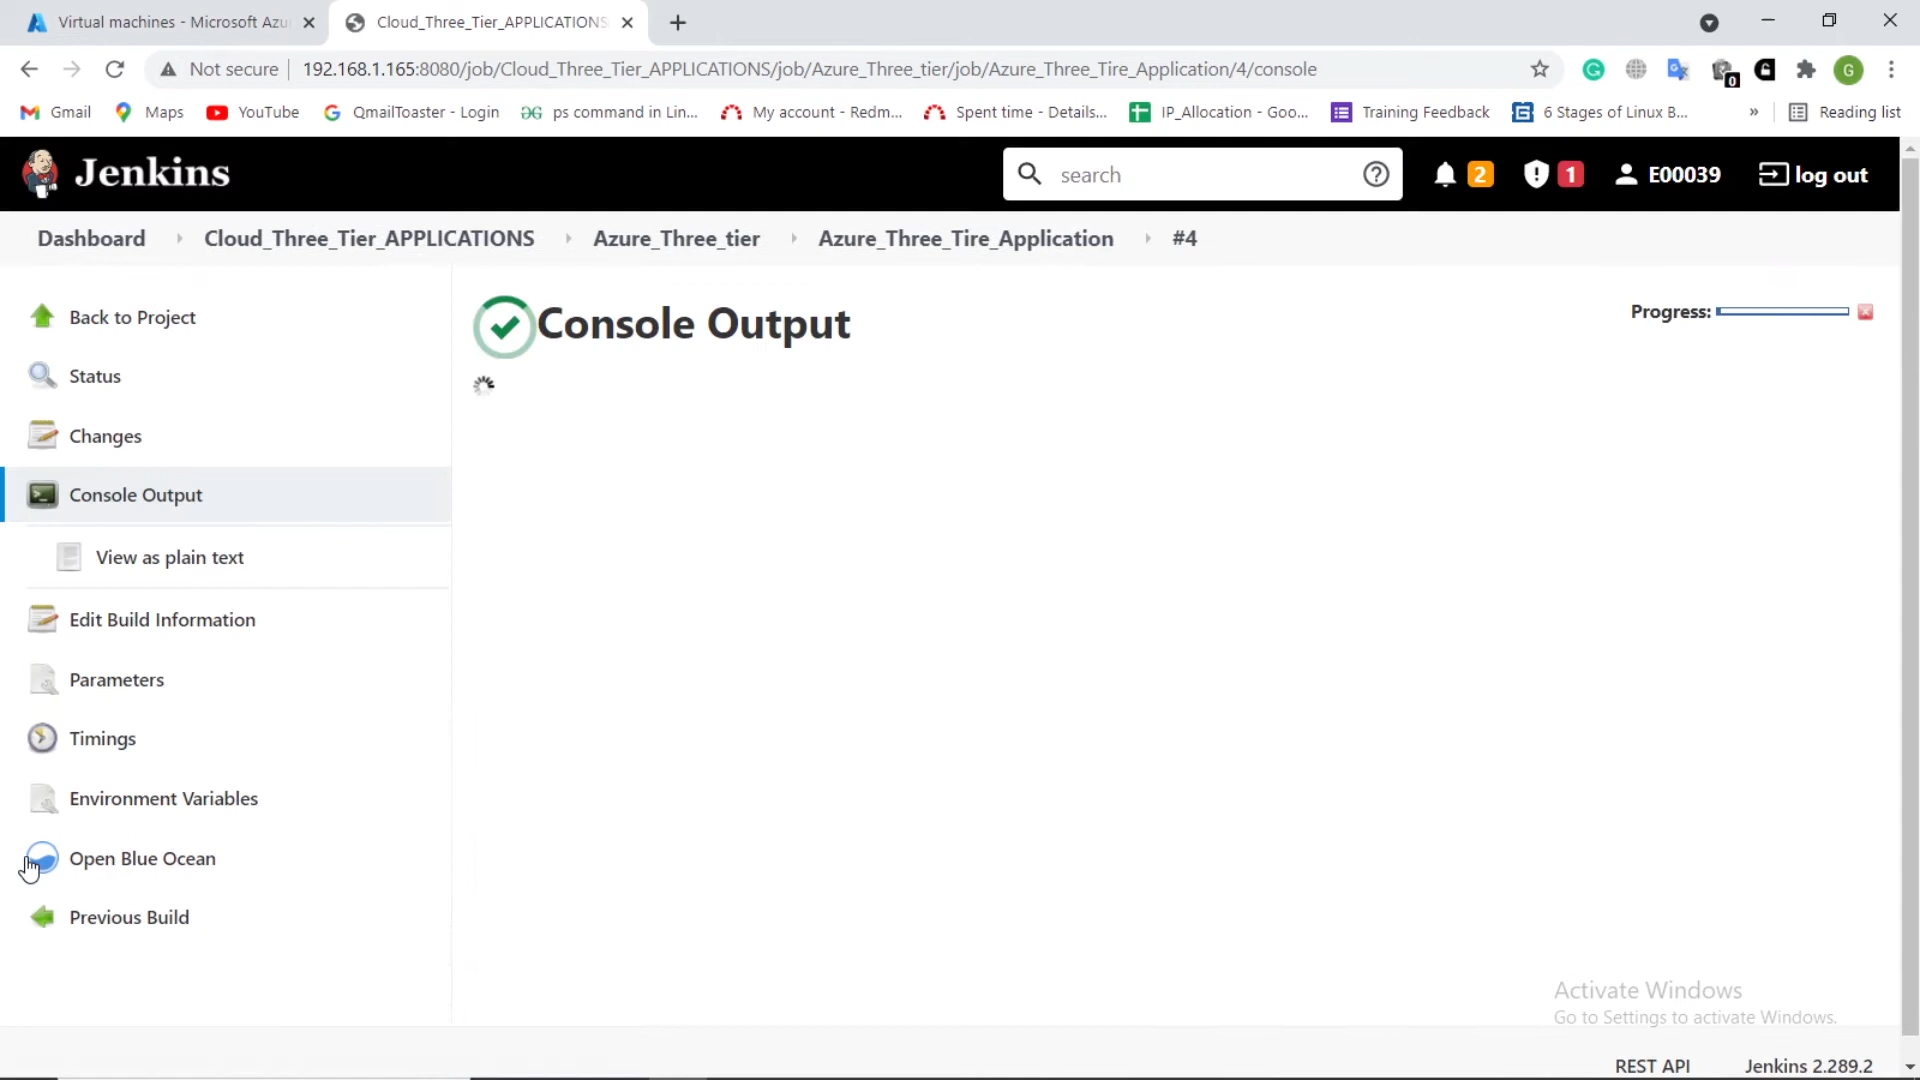 Virtual machines - Microsoft Azu
Cloud_Three_Tier_APPLICATIONS
Not secure
192.168.1.165:8080/job/Cloud_Three_Tier_APPLICATIONS/job/Azure_Three_tier/job/Azure_Three_Tire_Application/4/console
0
G
Gmail
Maps
YouTube
QmailToaster - Login
ps command in Lin...
My account - Redm...
Spent time - Details...
IP_Allocation - Goo...
Training Feedback
6 Stages of Linux B...
»
Reading list
Jenkins
search
2
1
E00039
log out
Dashboard
Cloud_Three_Tier_APPLICATIONS
Azure_Three_tier
Azure_Three_Tire_Application
#4
Back to Project
Status
Changes
Console Output
View as plain text
Edit Build Information
Parameters
Timings
Environment Variables
Open Blue Ocean
Previous Build
Console Output
Progress:
Activate Windows
Go to Settings to activate Windows.
REST API
Jenkins 2.289.2